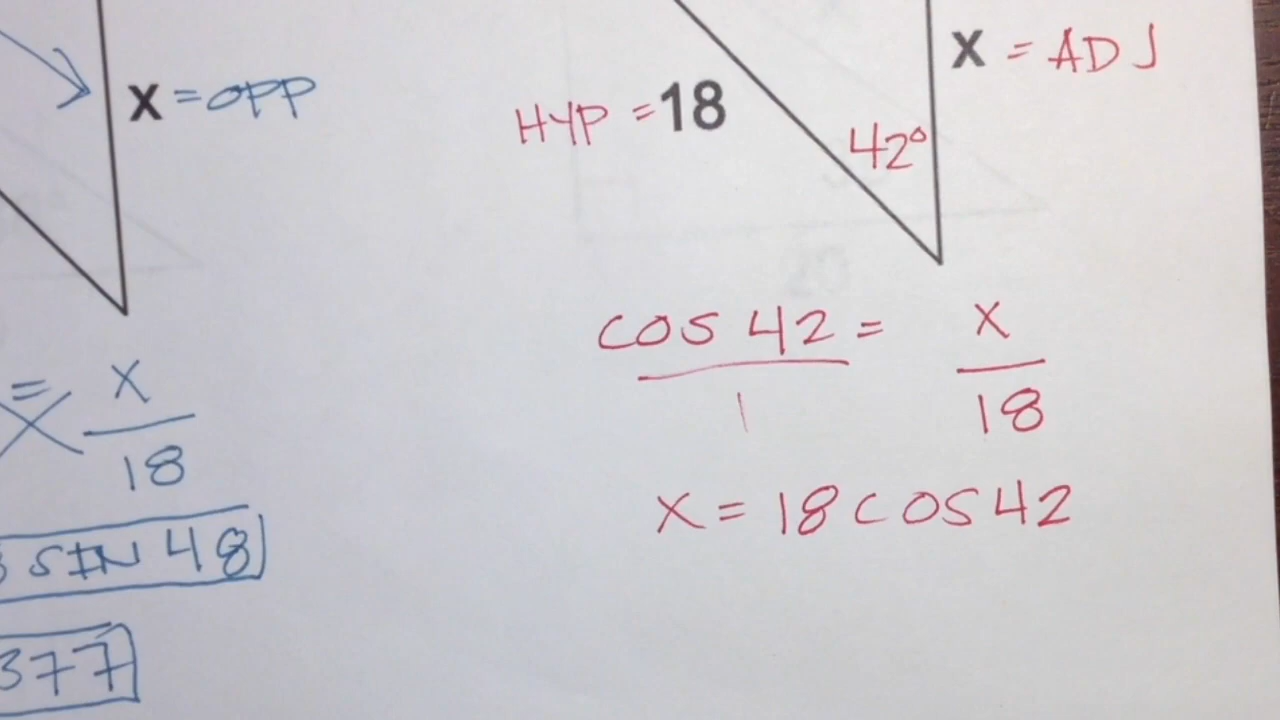 X = OPP
= X
18
SIN 48
377
X = ADJ
HYP = 18
42°
COS 42 = X
1 18
X = 18 COS 42